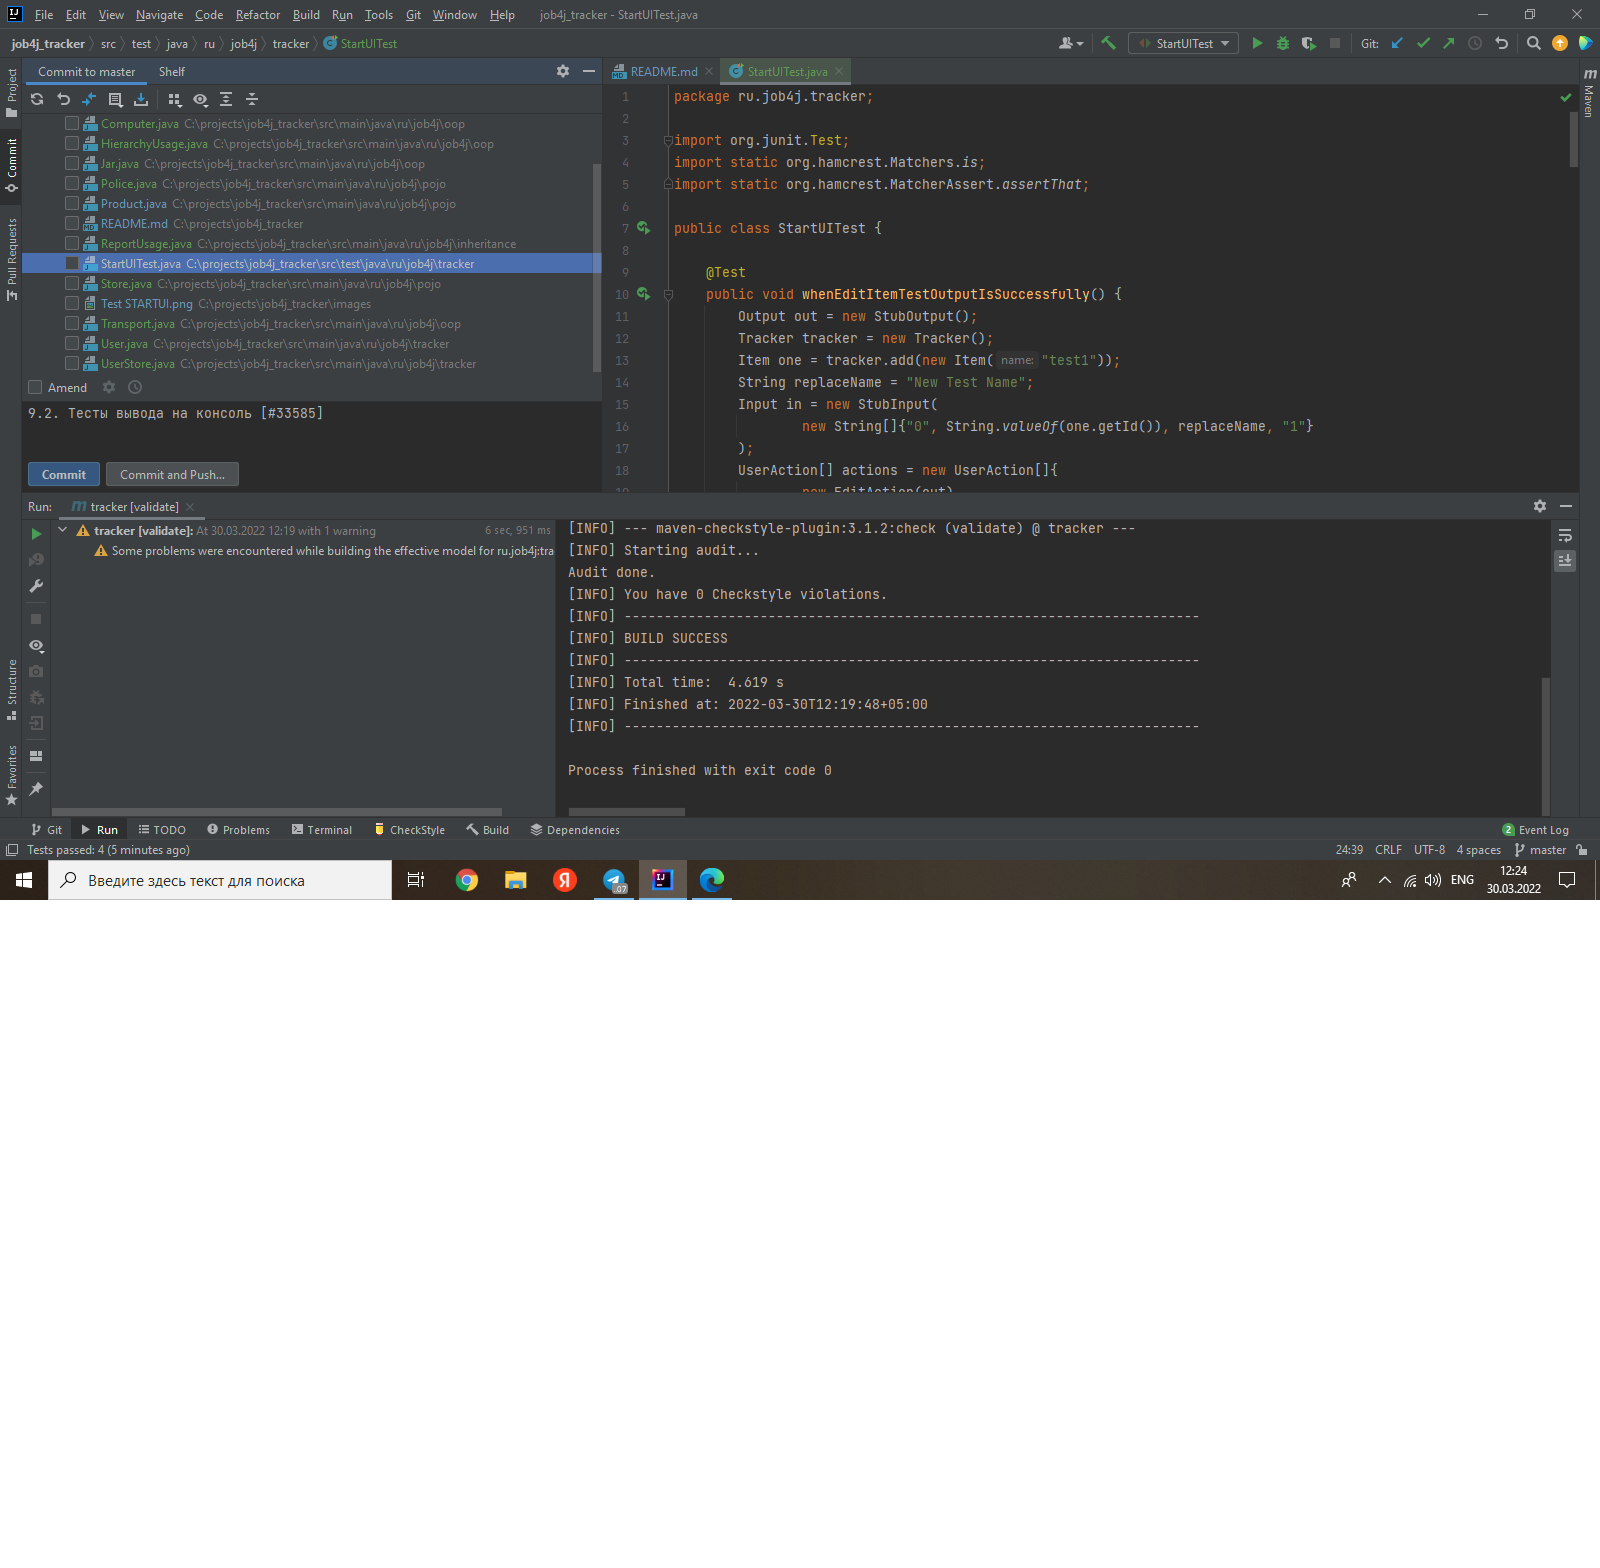 File Edit View Navigate Code Refactor Build Run Tools Git Window Help job4j_tracker - StartUITest.java
job4j_tracker src test java ru job4j tracker StartUITest
StartUITest Git:
Commit to master Shelf
README.md StartUITest.java
Project
Commit
Pull Requests
Structure
Favorites
Maven
Computer.java C:\projects\job4j_tracker\src\main\java\ru\job4j\oop
HierarchyUsage.java C:\projects\job4j_tracker\src\main\java\ru\job4j\oop
Jar.java C:\projects\job4j_tracker\src\main\java\ru\job4j\oop
Police.java C:\projects\job4j_tracker\src\main\java\ru\job4j\pojo
Product.java C:\projects\job4j_tracker\src\main\java\ru\job4j\pojo
README.md C:\projects\job4j_tracker
ReportUsage.java C:\projects\job4j_tracker\src\main\java\ru\job4j\inheritance
StartUITest.java C:\projects\job4j_tracker\src\test\java\ru\job4j\tracker
Store.java C:\projects\job4j_tracker\src\main\java\ru\job4j\pojo
Test STARTUI.png C:\projects\job4j_tracker\images
Transport.java C:\projects\job4j_tracker\src\main\java\ru\job4j\oop
User.java C:\projects\job4j_tracker\src\main\java\ru\job4j\tracker
UserStore.java C:\projects\job4j_tracker\src\main\java\ru\job4j\tracker
Amend
9.2. Тесты вывода на консоль [#33585]
Commit Commit and Push...
1 package ru.job4j.tracker;
2
3 import org.junit.Test;
4 import static org.hamcrest.Matchers.is;
5 import static org.hamcrest.MatcherAssert.assertThat;
6
7 public class StartUITest {
8
9 @Test
10 public void whenEditItemTestOutputIsSuccessfully() {
11 Output out = new StubOutput();
12 Tracker tracker = new Tracker();
13 Item one = tracker.add(new Item( name: "test1"));
14 String replaceName = "New Test Name";
15 Input in = new StubInput(
16 new String[]{"0", String.valueOf(one.getId()), replaceName, "1"}
17 );
18 UserAction[] actions = new UserAction[]{
19 new EditAction(out)
Run: tracker [validate]
tracker [validate]: At 30.03.2022 12:19 with 1 warning 6 sec, 951 ms
Some problems were encountered while building the effective model for ru.job4j:tra
[INFO] --- maven-checkstyle-plugin:3.1.2:check (validate) @ tracker ---
[INFO] Starting audit...
Audit done.
[INFO] You have 0 Checkstyle violations.
[INFO] ------------------------------------------------------------------------
[INFO] BUILD SUCCESS
[INFO] ------------------------------------------------------------------------
[INFO] Total time:  4.619 s
[INFO] Finished at: 2022-03-30T12:19:48+05:00
[INFO] ------------------------------------------------------------------------
Process finished with exit code 0
Git Run TODO Problems Terminal CheckStyle Build Dependencies 2 Event Log
Tests passed: 4 (5 minutes ago) 24:39 CRLF UTF-8 4 spaces master
Введите здесь текст для поиска Я .07 IJ ENG 12:24
30.03.2022